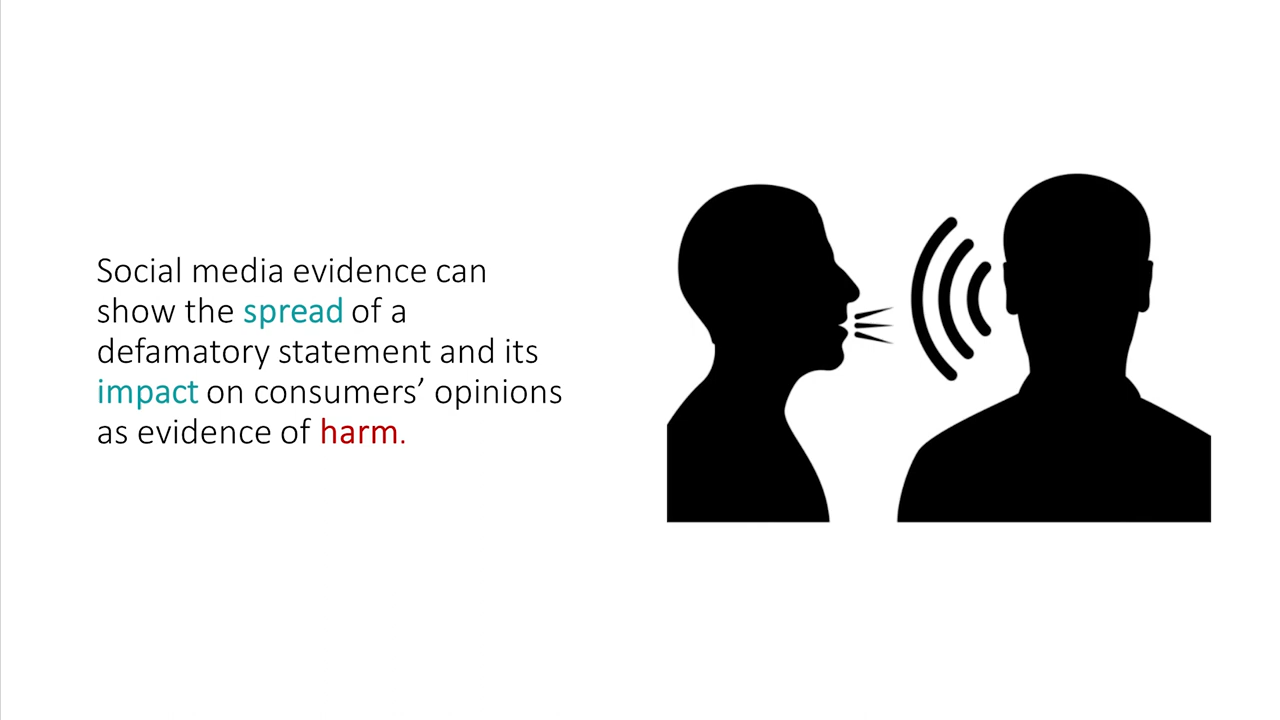 Social media evidence can
show the spread of a
defamatory statement and its
impact on consumers’ opinions
as evidence of harm.